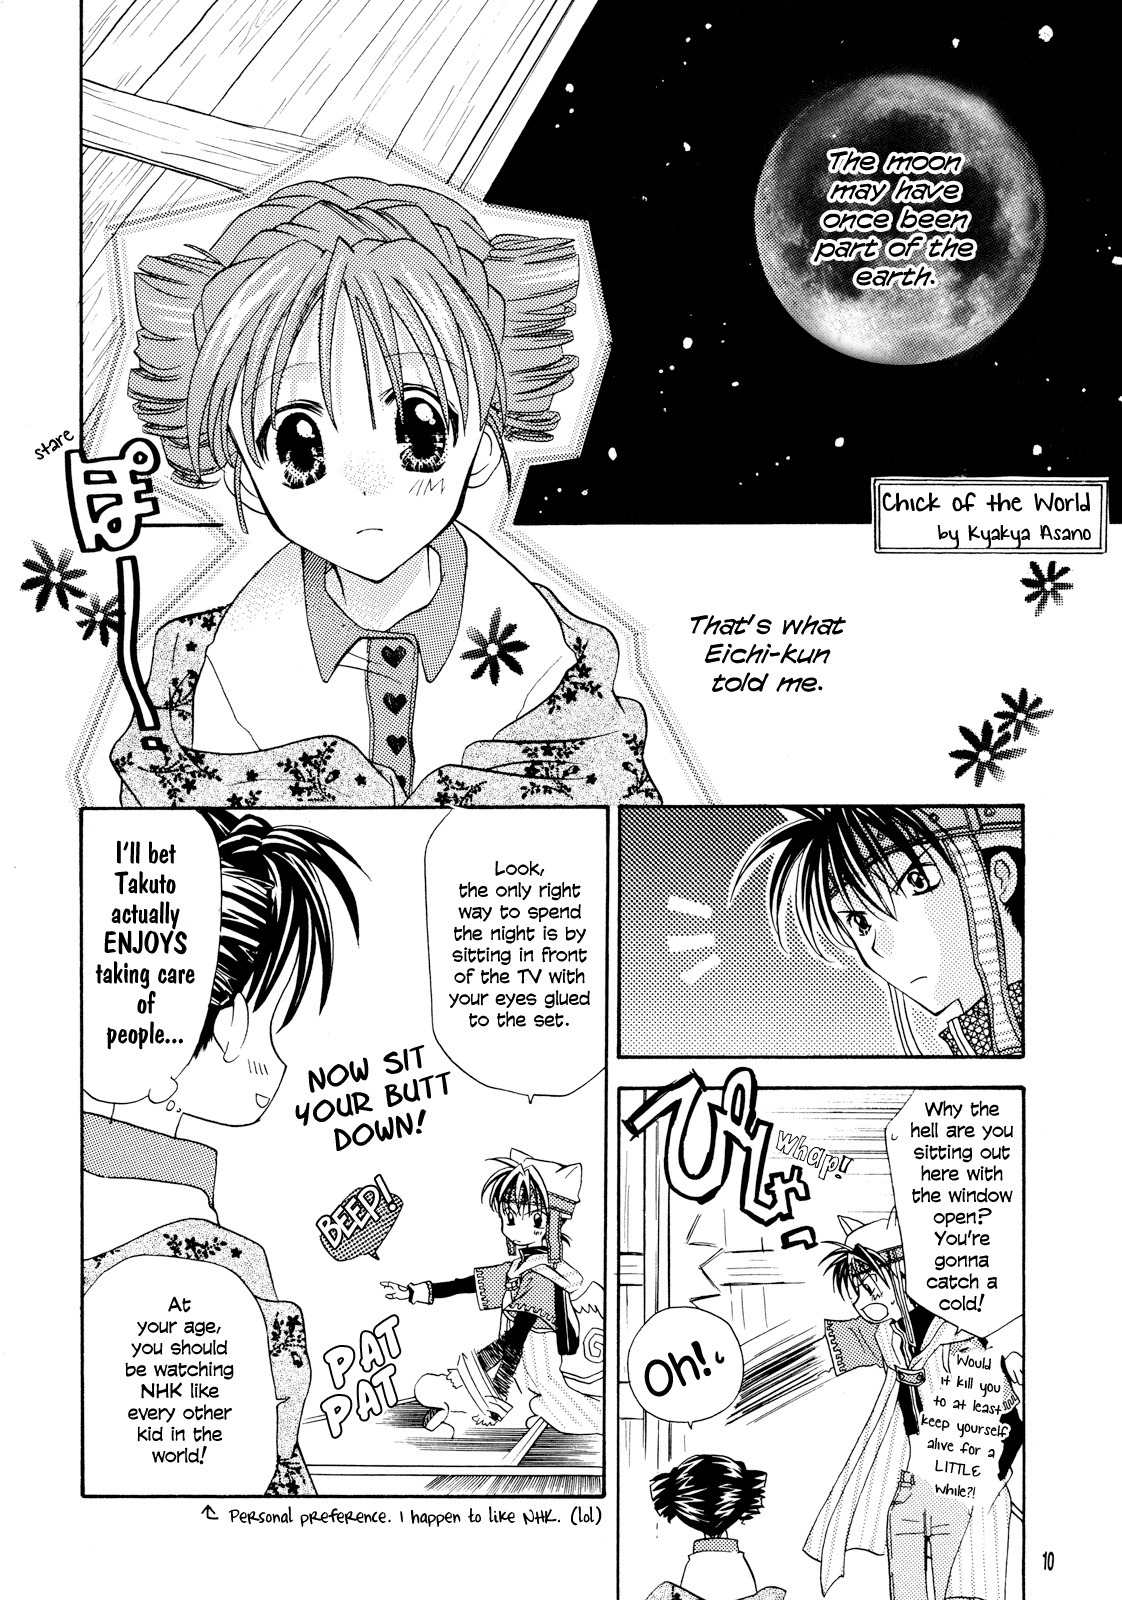 The moon
may have
once been
part of the
earth.
stare
ぽー
Chick of the World
by Kyakya Asano
That's what
Eichi-kun
told me.
ぴしゃっ
whap!
Why the
hell are you
sitting out
here with
the window
open?
You're
gonna
catch a
cold!
Would
it kill you
to at least
keep yourself
alive for a
LITTLE
while?!
Oh!
Look,
the only right
way to spend
the night is by
sitting in front
of the TV with
your eyes glued
to the set.
NOW SIT
YOUR BUTT
DOWN!
BEEP!
PAT
PAT
I'll bet
Takuto
actually
ENJOYS
taking care
of
people...
At
your age,
you should
be watching
NHK like
every other
kid in the
world!
↑ Personal preference. I happen to like NHK. (lol)
10